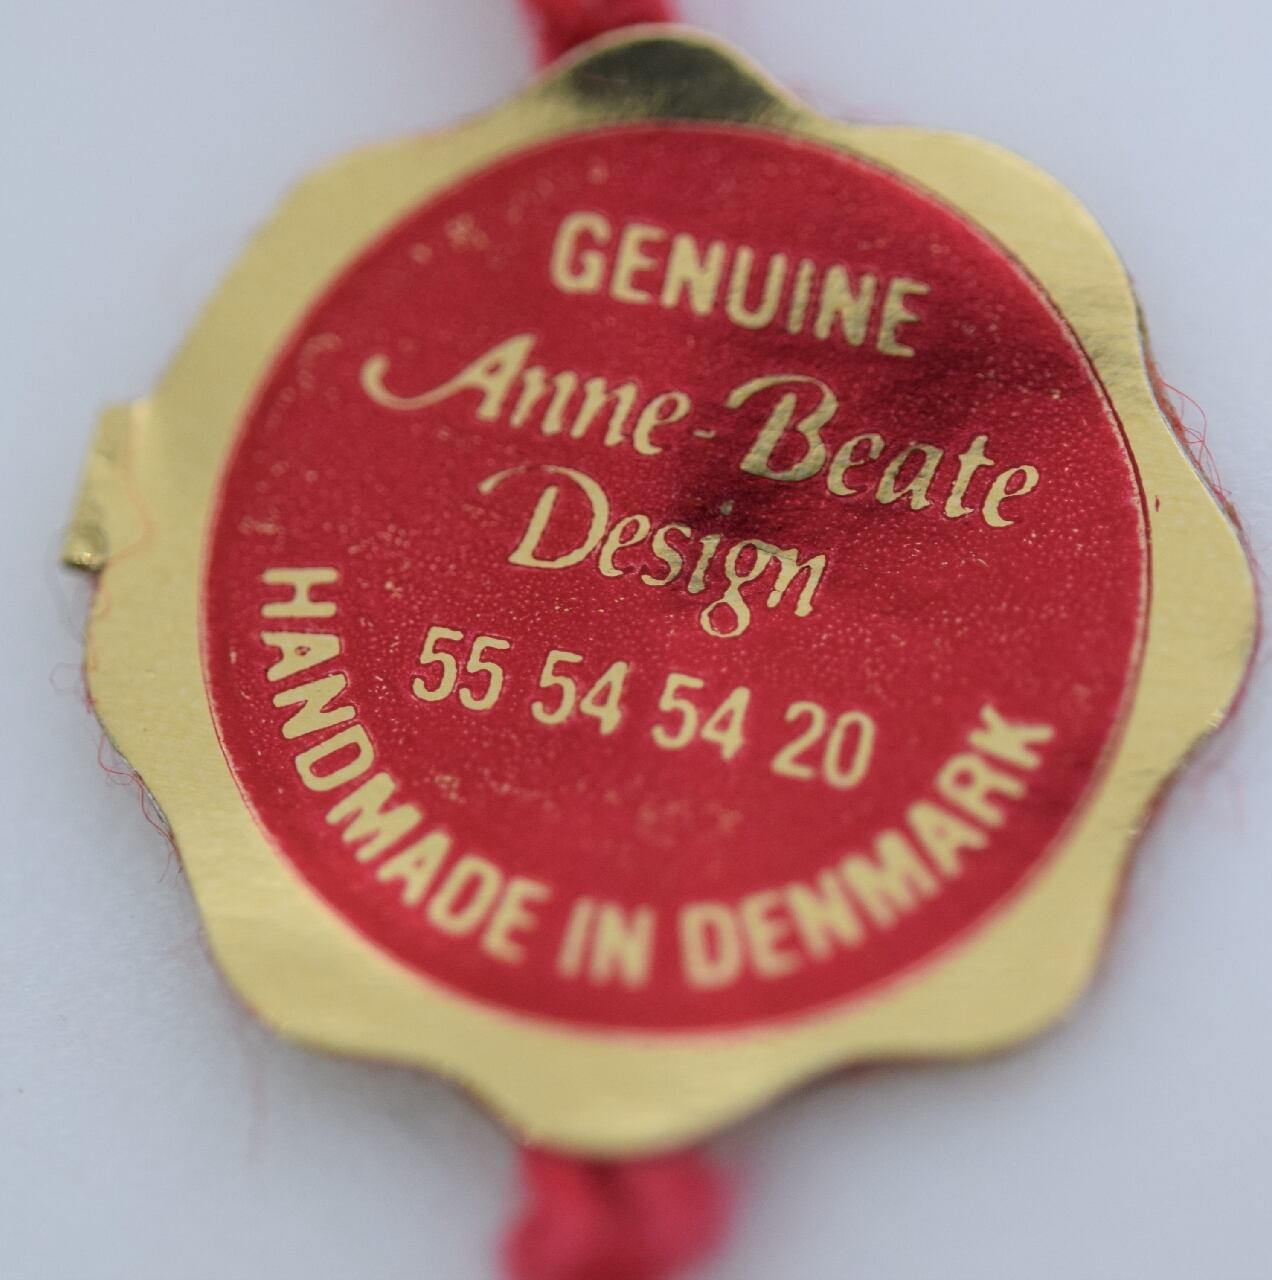 GENUINE
Anne-Beate
Design
55 54 54 20
HANDMADE IN DENMARK